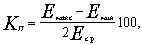 Kп = (Eмакс − Eмин) / (2Eср) 100,